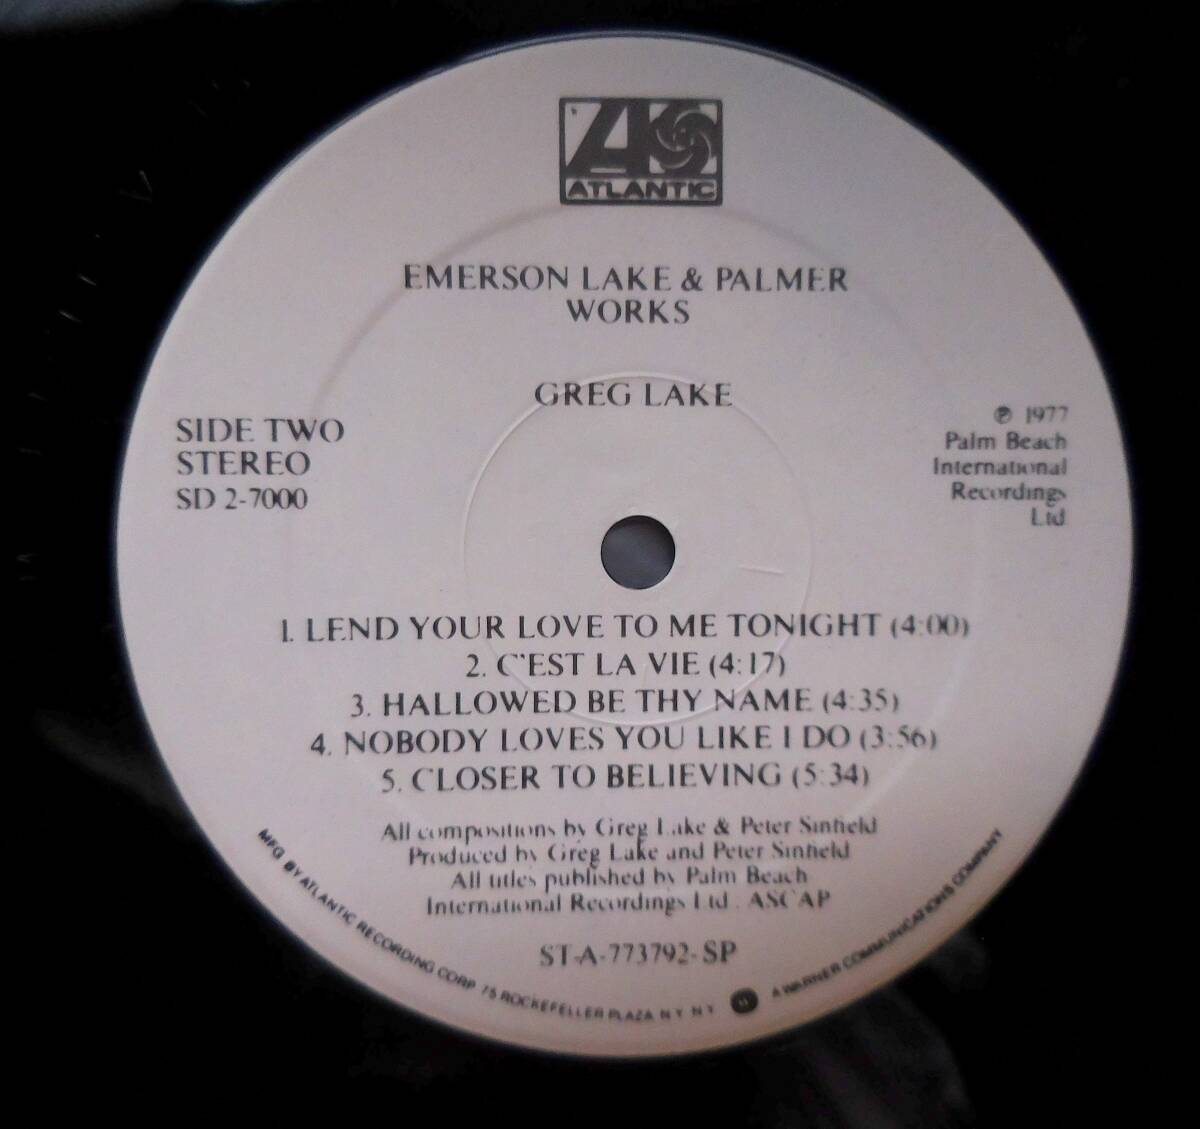 ATLANTIC
EMERSON LAKE & PALMER
WORKS
GREG LAKE
SIDE TWO
STEREO
SD 2-7000
℗ 1977
Palm Beach
International
Recordings
Ltd
1. LEND YOUR LOVE TO ME TONIGHT (4:00)
2. C'EST LA VIE (4:17)
3. HALLOWED BE THY NAME (4:35)
4. NOBODY LOVES YOU LIKE I DO (3:56)
5. CLOSER TO BELIEVING (5:34)
All compositions by Greg Lake & Peter Sinfield
Produced by Greg Lake and Peter Sinfield
All titles published by Palm Beach
International Recordings Ltd. ASCAP
ST-A-773792-SP
MFG BY ATLANTIC RECORDING CORP 75 ROCKEFELLER PLAZA N Y N Y
A WARNER COMMUNICATIONS COMPANY